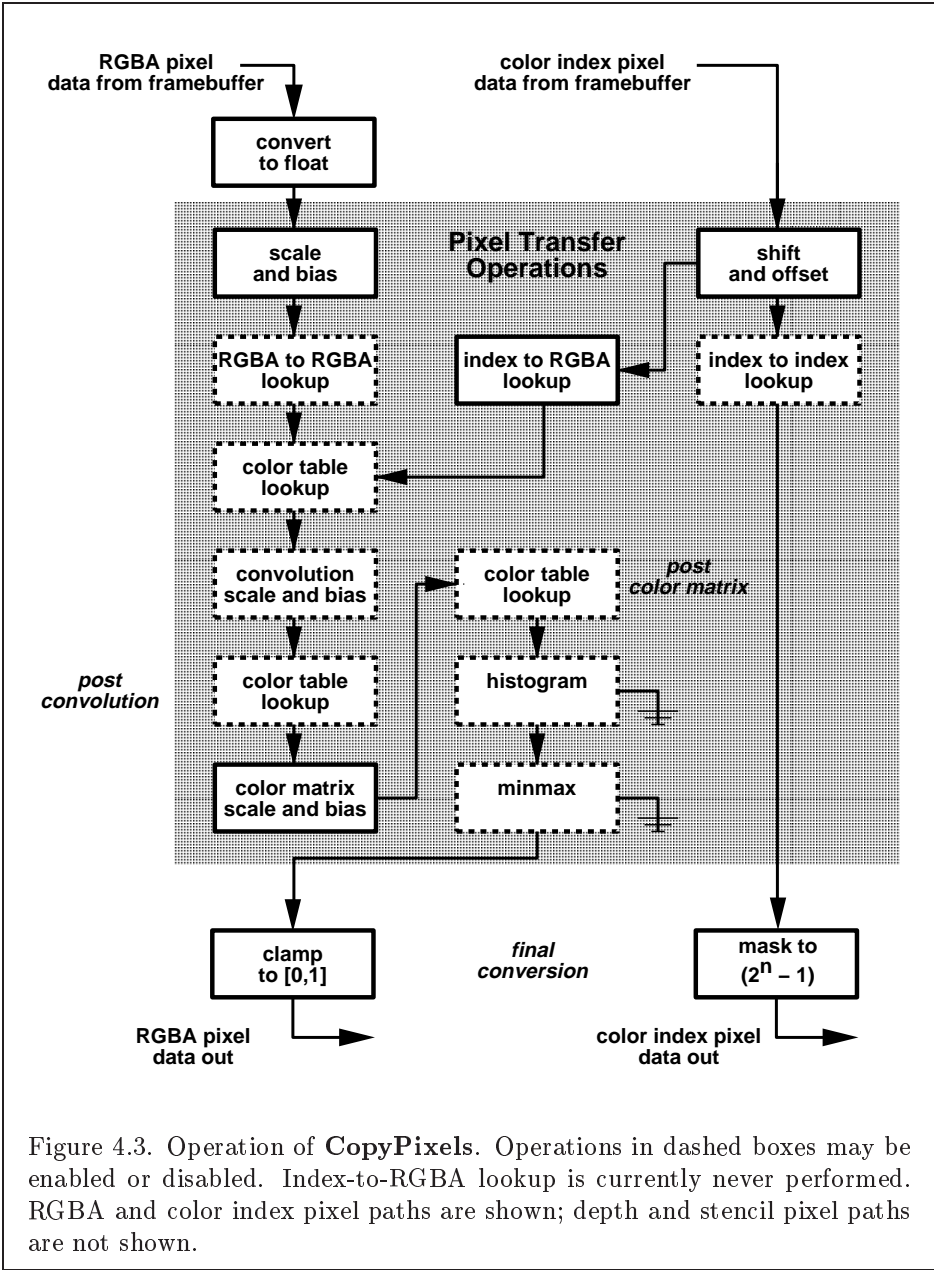 RGBA pixel
data from framebuffer
color index pixel
data from framebuffer
convert
to float
Pixel Transfer
Operations
scale
and bias
shift
and offset
RGBA to RGBA
lookup
index to RGBA
lookup
index to index
lookup
color table
lookup
convolution
scale and bias
color table
lookup
post
color matrix
post
convolution
color table
lookup
histogram
color matrix
scale and bias
minmax
clamp
to [0,1]
final
conversion
mask to
(2^n – 1)
RGBA pixel
data out
color index pixel
data out
Figure 4.3. Operation of CopyPixels. Operations in dashed boxes may be
enabled or disabled. Index-to-RGBA lookup is currently never performed.
RGBA and color index pixel paths are shown; depth and stencil pixel paths
are not shown.